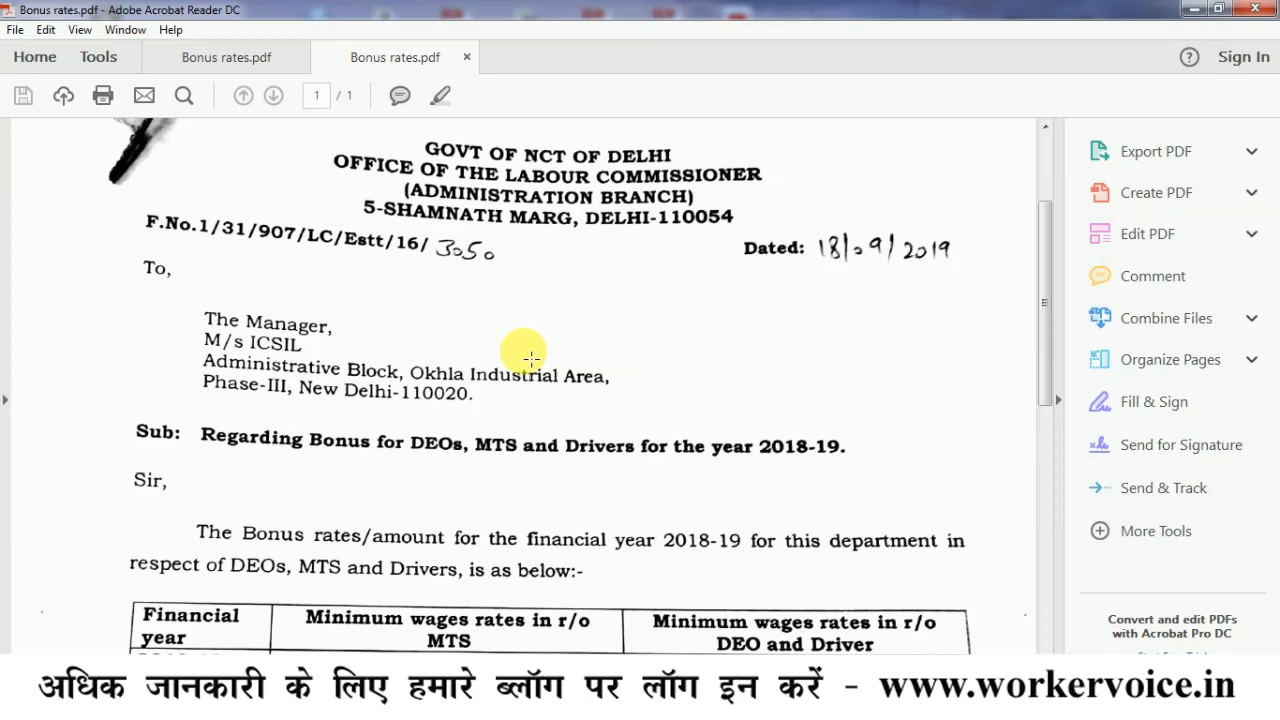 Bonus rates.pdf - Adobe Acrobat Reader DC
File Edit View Window Help
Home Tools Bonus rates.pdf Bonus rates.pdf × ? Sign In
1 / 1
GOVT OF NCT OF DELHI
OFFICE OF THE LABOUR COMMISSIONER
(ADMINISTRATION BRANCH)
5-SHAMNATH MARG, DELHI-110054
F.No.1/31/907/LC/Estt/16/ 3050
Dated: 18/09/2019
To,
The Manager,
M/s ICSIL
Administrative Block, Okhla Industrial Area,
Phase-III, New Delhi-110020.
Sub: Regarding Bonus for DEOs, MTS and Drivers for the year 2018-19.
Sir,
The Bonus rates/amount for the financial year 2018-19 for this department in
respect of DEOs, MTS and Drivers, is as below:-
Financial year
Minimum wages rates in r/o MTS
Minimum wages rates in r/o DEO and Driver
Export PDF
Create PDF
Edit PDF
Comment
Combine Files
Organize Pages
Fill & Sign
Send for Signature
Send & Track
More Tools
Convert and edit PDFs
with Acrobat Pro DC
अधिक जानकारी के लिए हमारे ब्लॉग पर लॉग इन करें - www.workervoice.in